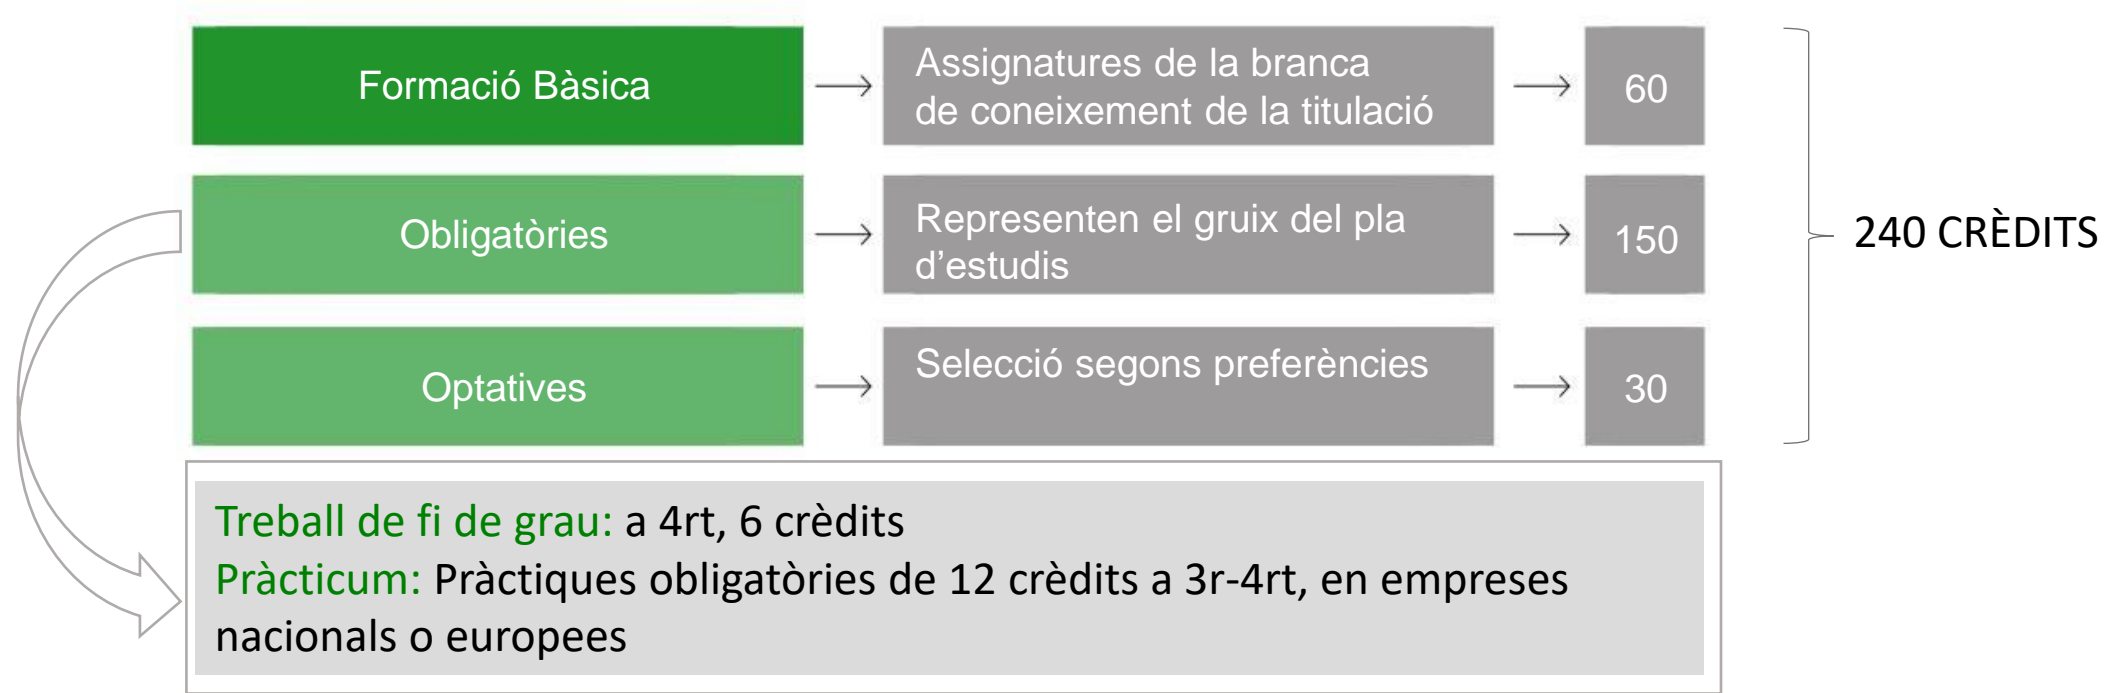 Formació Bàsica
Assignatures de la branca
de coneixement de la titulació
60
Obligatòries
Representen el gruix del pla
d’estudis
150
240 CRÈDITS
Optatives
Selecció segons preferències
30
Treball de fi de grau: a 4rt, 6 crèdits
Pràcticum: Pràctiques obligatòries de 12 crèdits a 3r-4rt, en empreses
nacionals o europees